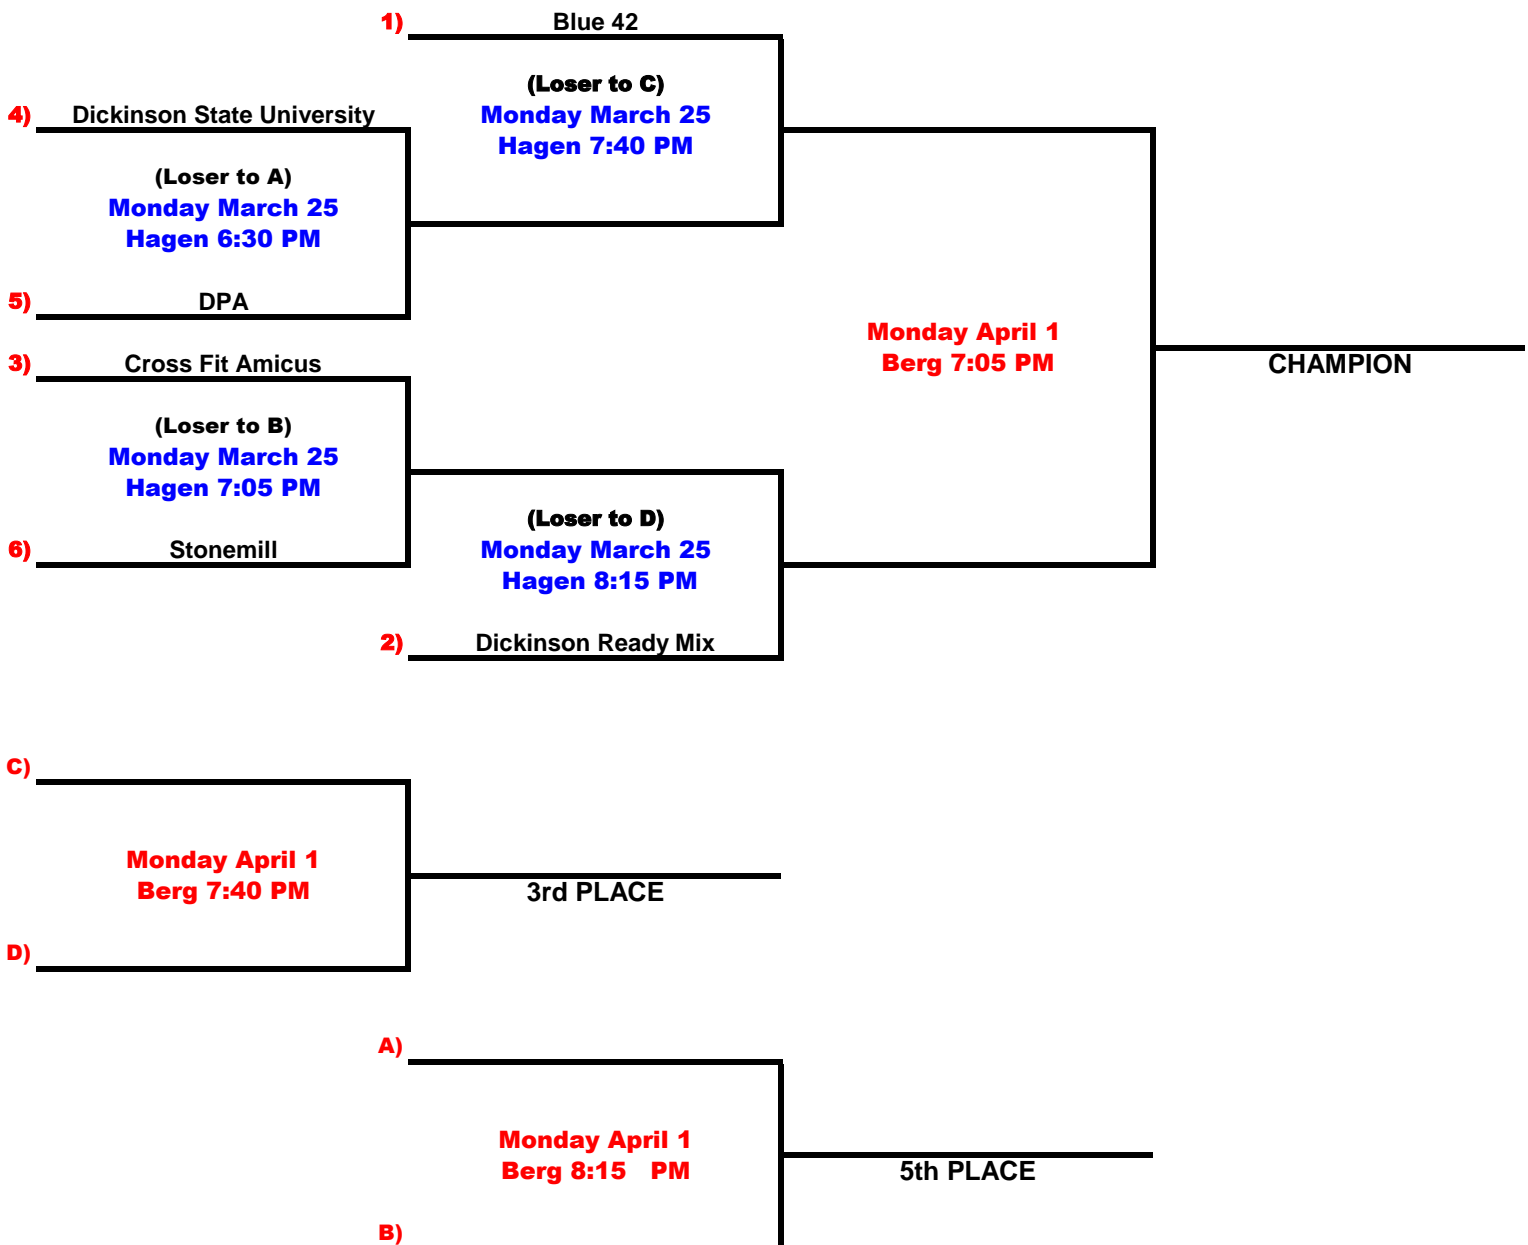 1) Blue 42
(Loser to C)
4) Dickinson State University
Monday March 25
Hagen 7:40 PM
(Loser to A)
Monday March 25
Hagen 6:30 PM
5) DPA
Monday April 1
3) Cross Fit Amicus
Berg 7:05 PM
CHAMPION
(Loser to B)
Monday March 25
Hagen 7:05 PM
(Loser to D)
6) Stonemill
Monday March 25
Hagen 8:15 PM
2) Dickinson Ready Mix
C)
Monday April 1
Berg 7:40 PM
3rd PLACE
D)
A)
Monday April 1
Berg 8:15 PM
5th PLACE
B)